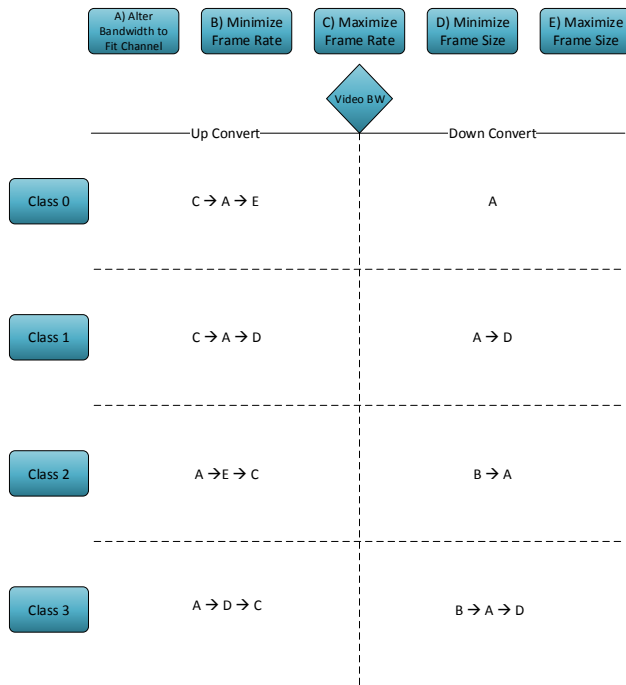 A) Alter
Bandwidth to
Fit Channel
B) Minimize
Frame Rate
C) Maximize
Frame Rate
D) Minimize
Frame Size
E) Maximize
Frame Size
Video BW
Up Convert
Down Convert
Class 0
C → A → E
A
Class 1
C → A → D
A → D
Class 2
A →E → C
B → A
Class 3
A → D → C
B → A → D